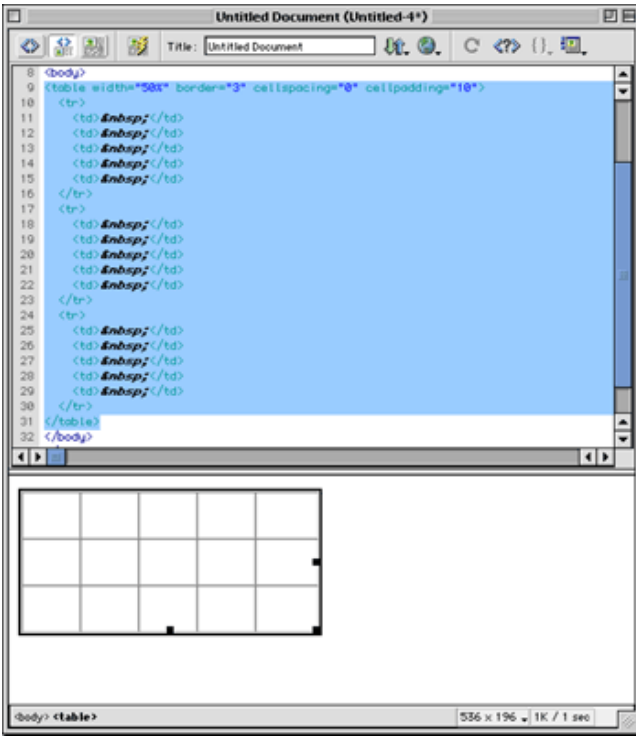 Untitled Document (Untitled-4*)
Title: Untitled Document
8 <body>
9 <table width="50%" border="3" cellspacing="0" cellpadding="10">
10 <tr>
11 <td>&nbsp;</td>
12 <td>&nbsp;</td>
13 <td>&nbsp;</td>
14 <td>&nbsp;</td>
15 <td>&nbsp;</td>
16 </tr>
17 <tr>
18 <td>&nbsp;</td>
19 <td>&nbsp;</td>
20 <td>&nbsp;</td>
21 <td>&nbsp;</td>
22 <td>&nbsp;</td>
23 </tr>
24 <tr>
25 <td>&nbsp;</td>
26 <td>&nbsp;</td>
27 <td>&nbsp;</td>
28 <td>&nbsp;</td>
29 <td>&nbsp;</td>
30 </tr>
31 </table>
32 </body>
<body> <table> 536 x 196 1K / 1 sec